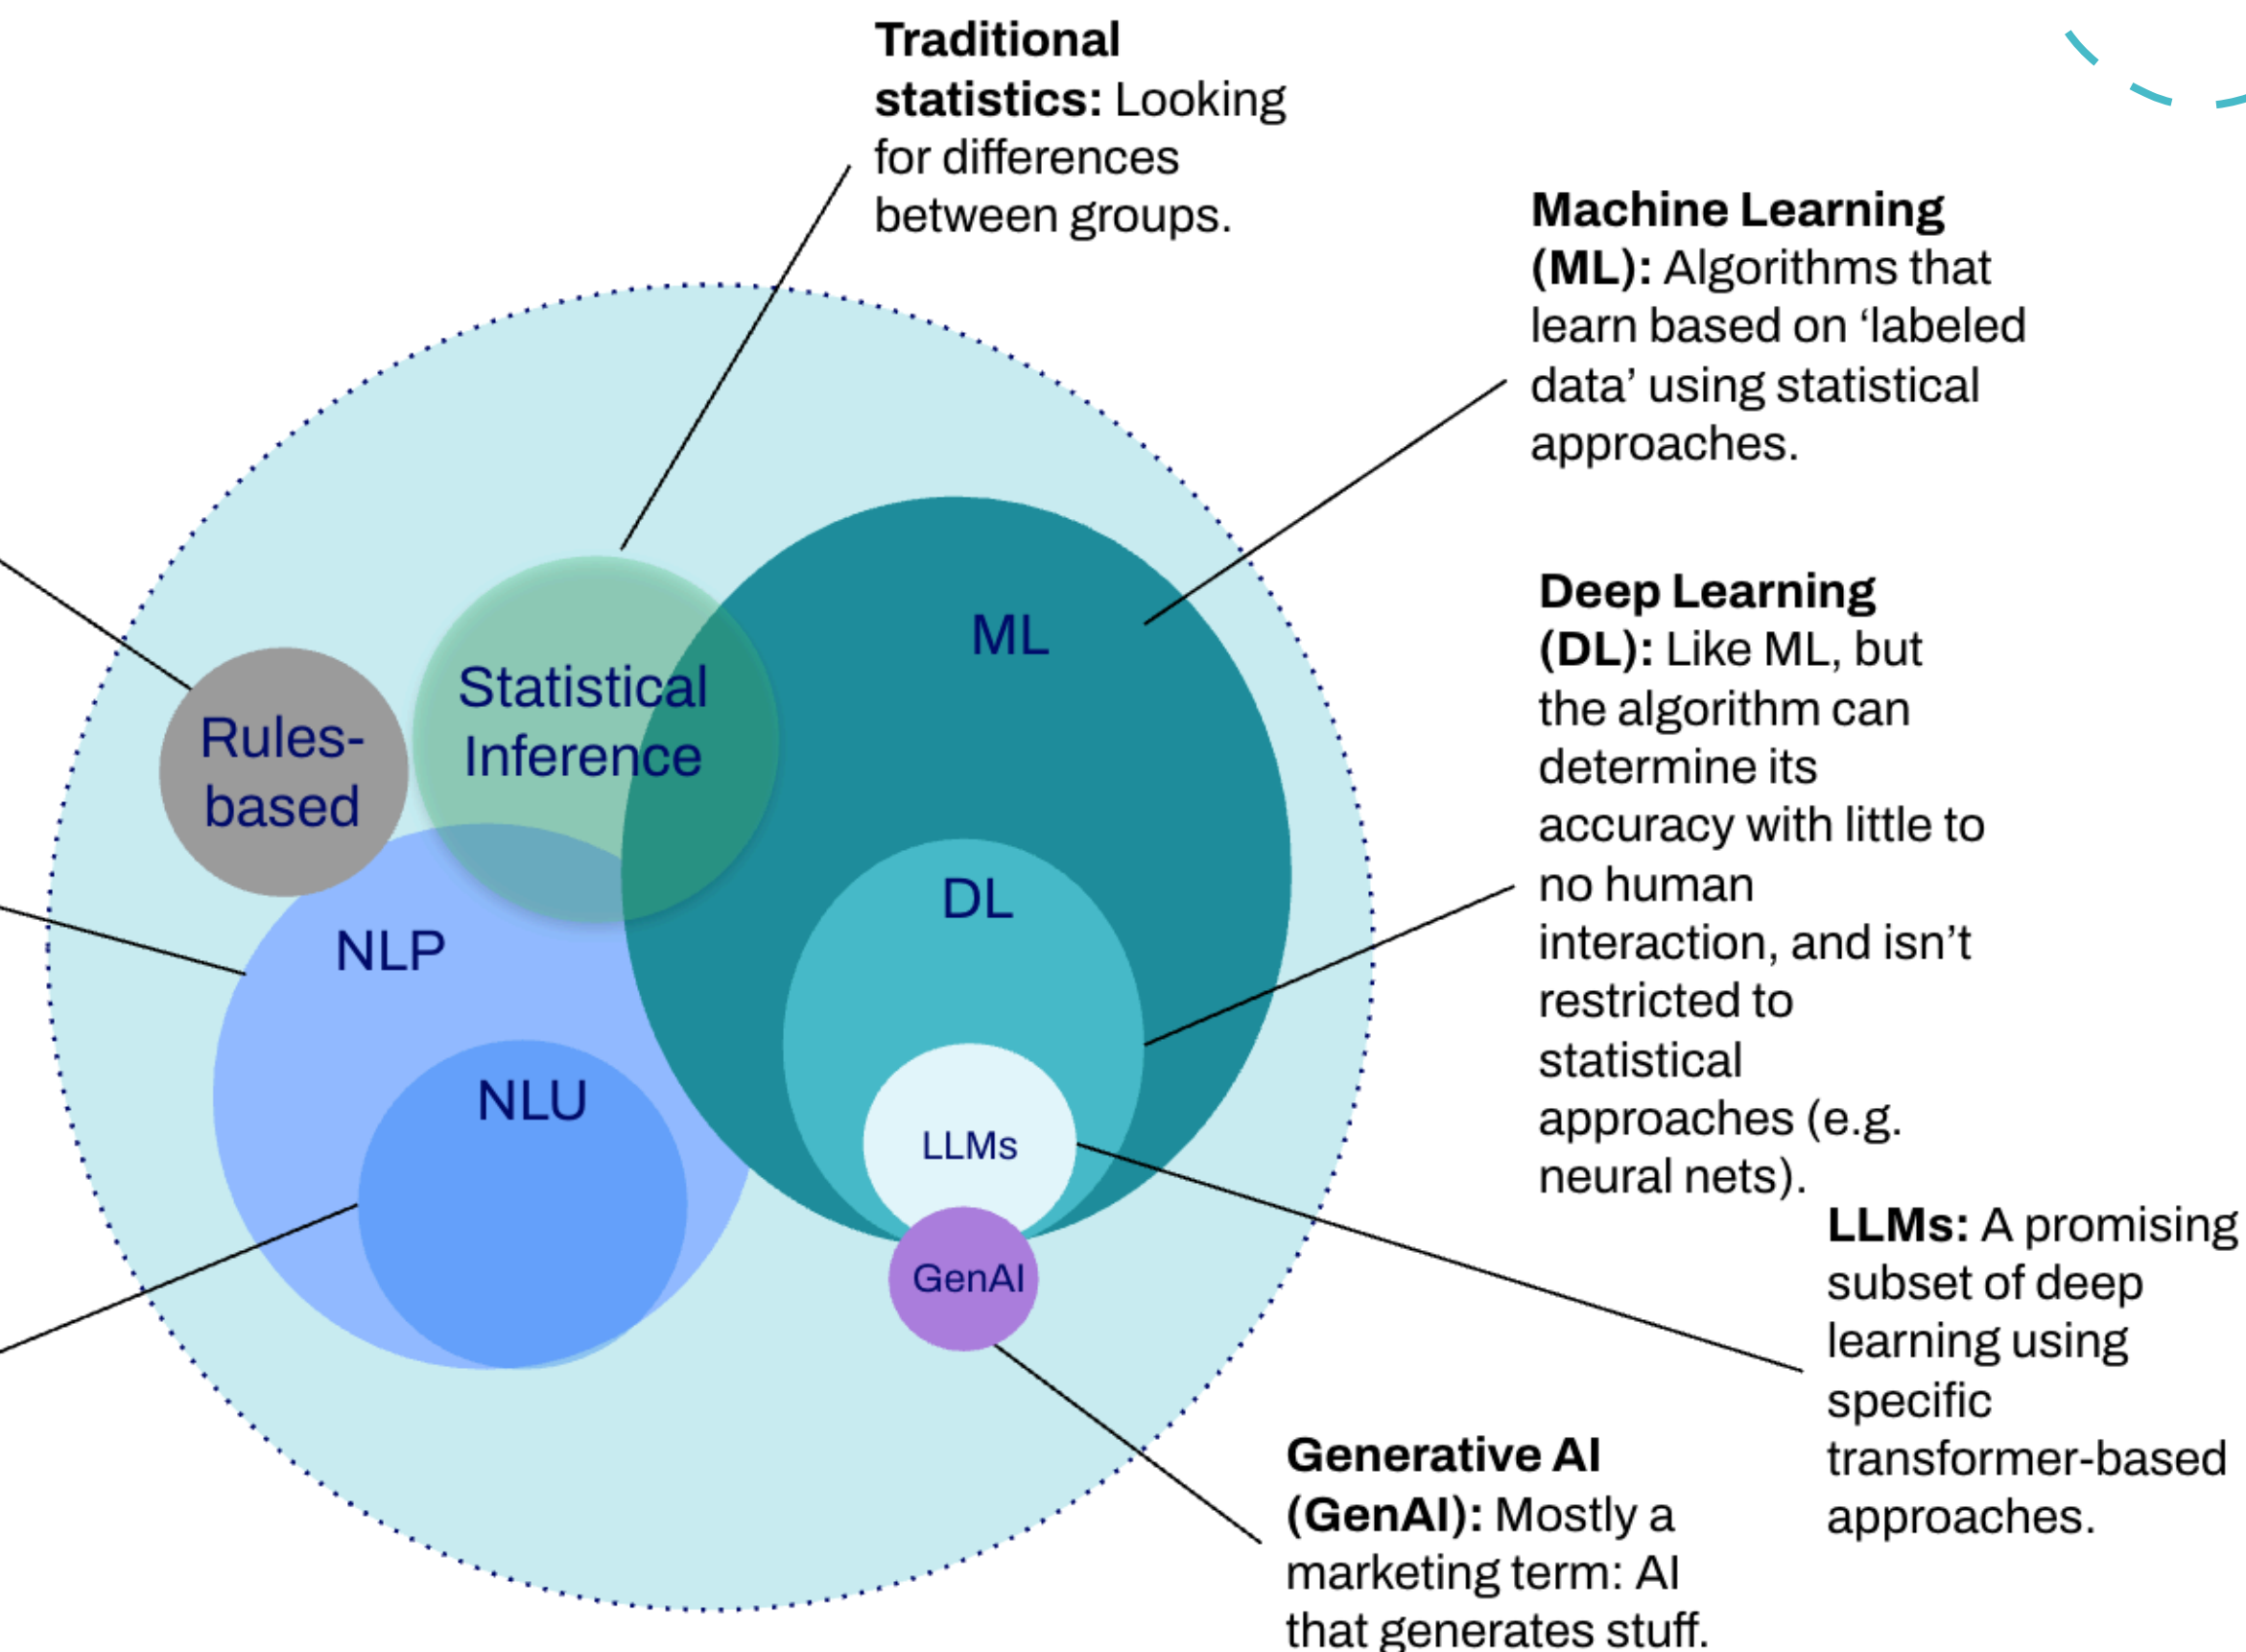 Traditional
statistics: Looking
for differences
between groups.
Machine Learning
(ML): Algorithms that
learn based on ‘labeled
data’ using statistical
approaches.
Deep Learning
(DL): Like ML, but
the algorithm can
determine its
accuracy with little to
no human
interaction, and isn’t
restricted to
statistical
approaches (e.g.
neural nets).
LLMs: A promising
subset of deep
learning using
specific
transformer-based
approaches.
Generative AI
(GenAI): Mostly a
marketing term: AI
that generates stuff.
Rules-
based
Statistical
Inference
ML
NLP
DL
NLU
LLMs
GenAI